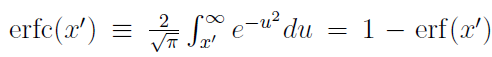 erfc(x′) ≡ 2/√π ∫_{x′}^{∞} e^{−u²} du = 1 − erf(x′)